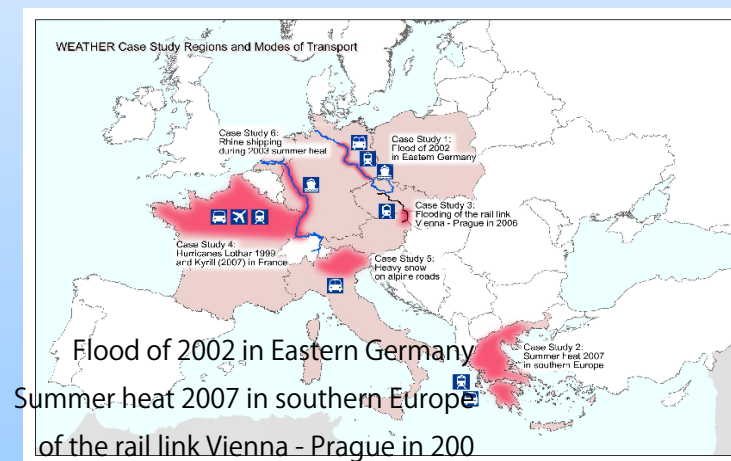 WEATHER Case Study Regions and Modes of Transport
Case Study 6:
Rhine shipping
during 2003 summer heat
Case Study 1:
Flood of 2002
in Eastern Germany
Case Study 3:
Flooding of the rail link
Vienna - Prague in 2006
Case Study 4:
Hurricanes Lothar 1999
and Kyrill (2007) in France
Case Study 5:
Heavy snow
on alpine roads
Case Study 2:
Summer heat 2007
in southern Europe
Flood of 2002 in Eastern Germany
Summer heat 2007 in southern Europe
of the rail link Vienna - Prague in 200